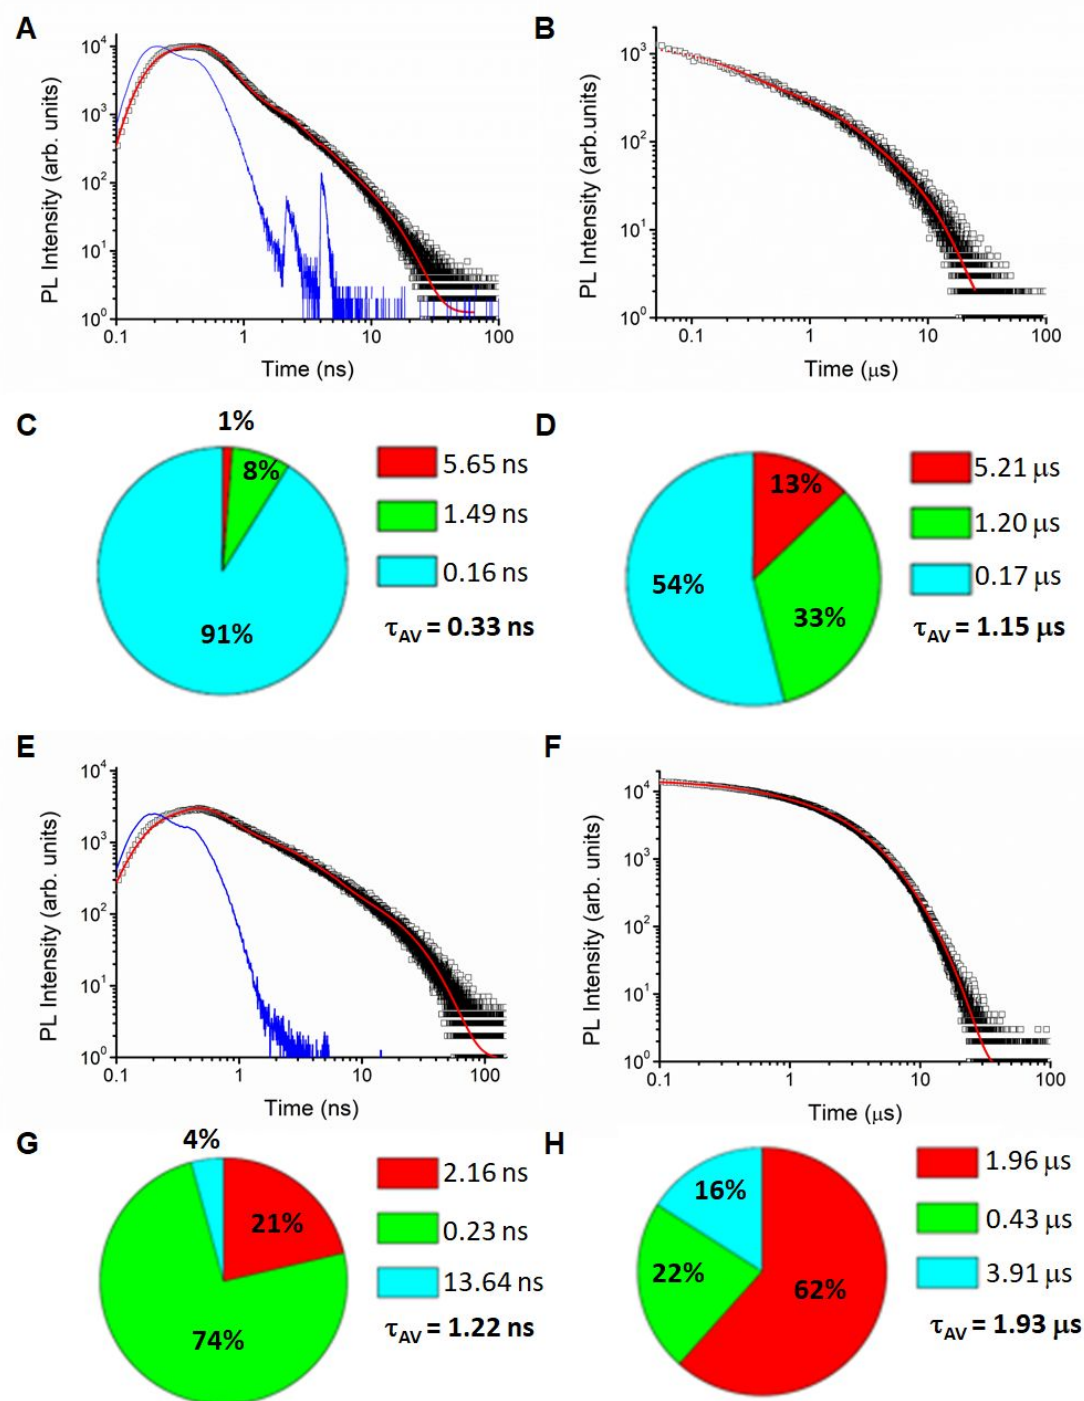 A
B
PL Intensity (arb. units)
10⁴
10³
10²
10¹
10⁰
0.1
1
10
100
Time (ns)
PL Intensity (arb.units)
10³
10²
10¹
10⁰
0.1
1
10
100
Time (μs)
C
1%
8%
91%
5.65 ns
1.49 ns
0.16 ns
τAV = 0.33 ns
D
13%
54%
33%
5.21 μs
1.20 μs
0.17 μs
τAV = 1.15 μs
E
F
PL Intensity (arb. units)
10⁴
10³
10²
10¹
10⁰
0.1
1
10
100
Time (ns)
PL Intensity (arb. units)
10⁴
10³
10²
10¹
10⁰
0.1
1
10
100
Time (μs)
G
4%
21%
74%
2.16 ns
0.23 ns
13.64 ns
τAV = 1.22 ns
H
16%
22%
62%
1.96 μs
0.43 μs
3.91 μs
τAV = 1.93 μs